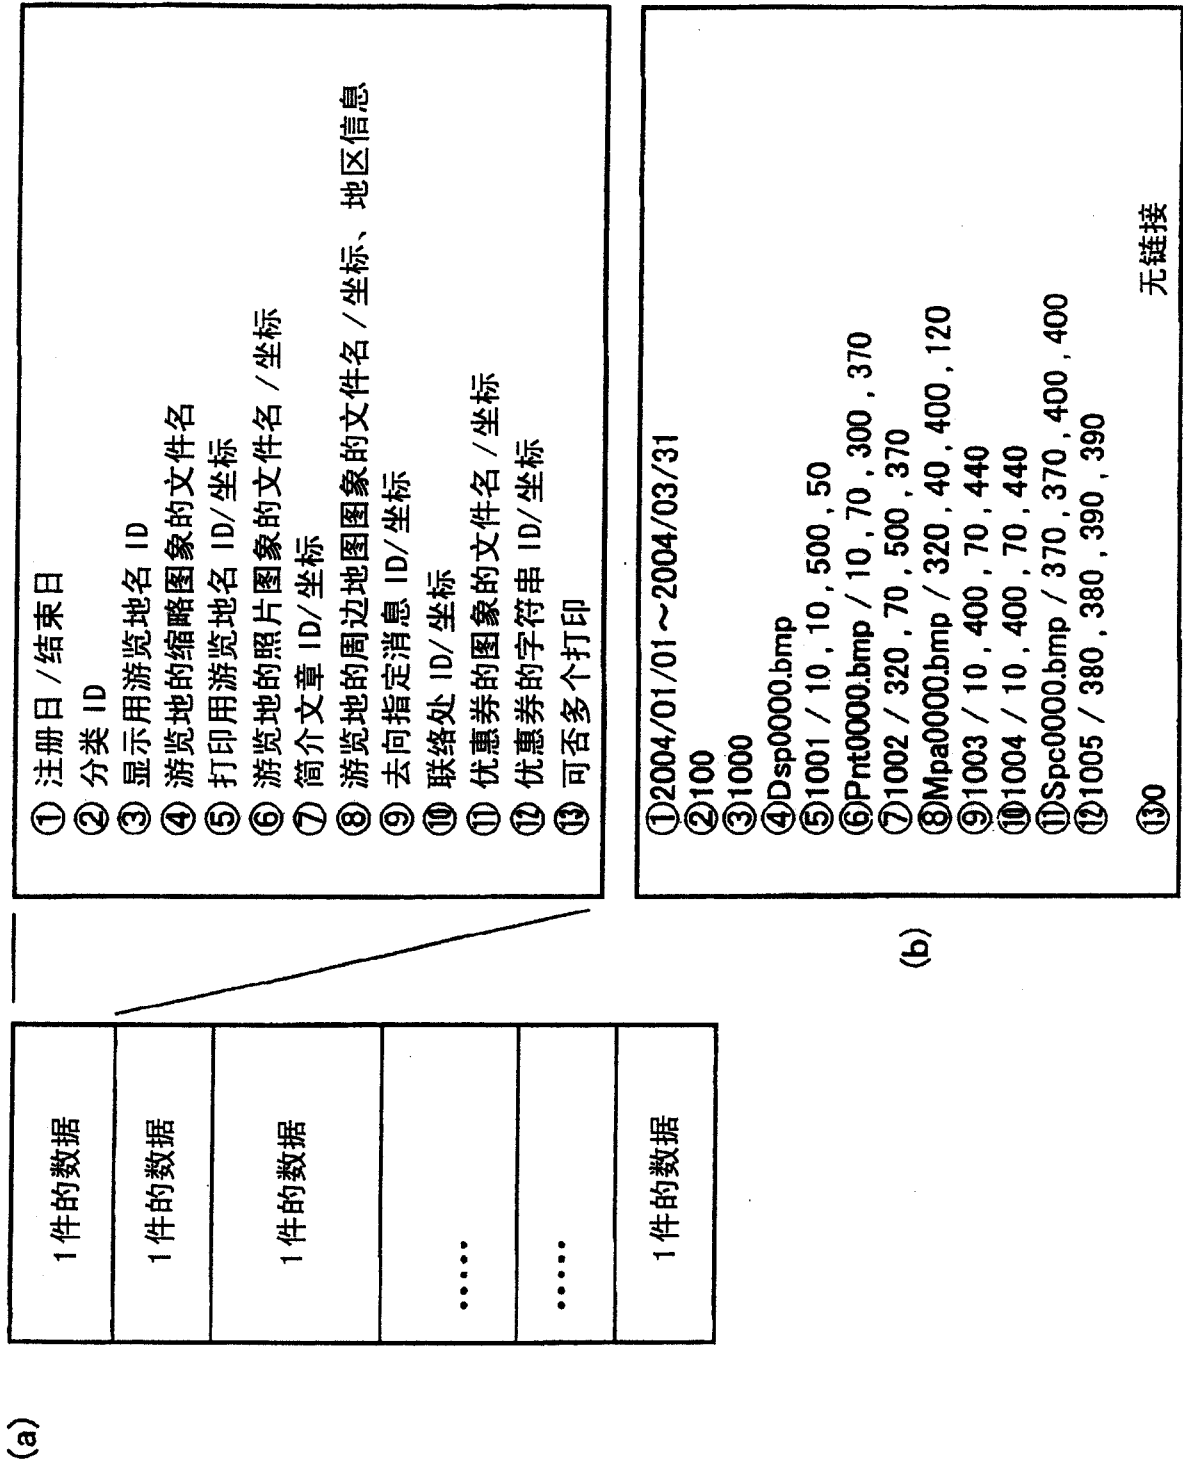 (a)
1件的数据
1件的数据
1件的数据
.....
.....
1件的数据
① 注册日/结束日
② 分类 ID
③ 显示用游览地名 ID
④ 游览地的缩略图象的文件名
⑤ 打印用游览地名 ID/坐标
⑥ 游览地的照片图象的文件名/坐标
⑦ 简介文章 ID/坐标
⑧ 游览地的周边地图图象的文件名/坐标、地区信息
⑨ 去向指定消息 ID/坐标
⑩ 联络处 ID/坐标
⑪ 优惠券的图象的文件名/坐标
⑫ 优惠券的字符串 ID/坐标
⑬ 可否多个打印
(b)
①2004/01/01～2004/03/31
②100
③1000
④Dsp0000.bmp
⑤1001 / 10 , 10 , 500 , 50
⑥Pnt0000.bmp / 10 , 70 , 300 , 370
⑦1002 / 320 , 70 , 500 , 370
⑧Mpa0000.bmp / 320 , 40 , 400 , 120
⑨1003 / 10 , 400 , 70 , 440
⑩1004 / 10 , 400 , 70 , 440
⑪Spc0000.bmp / 370 , 370 , 400 , 400
⑫1005 / 380 , 380 , 390 , 390
⑬0 无链接